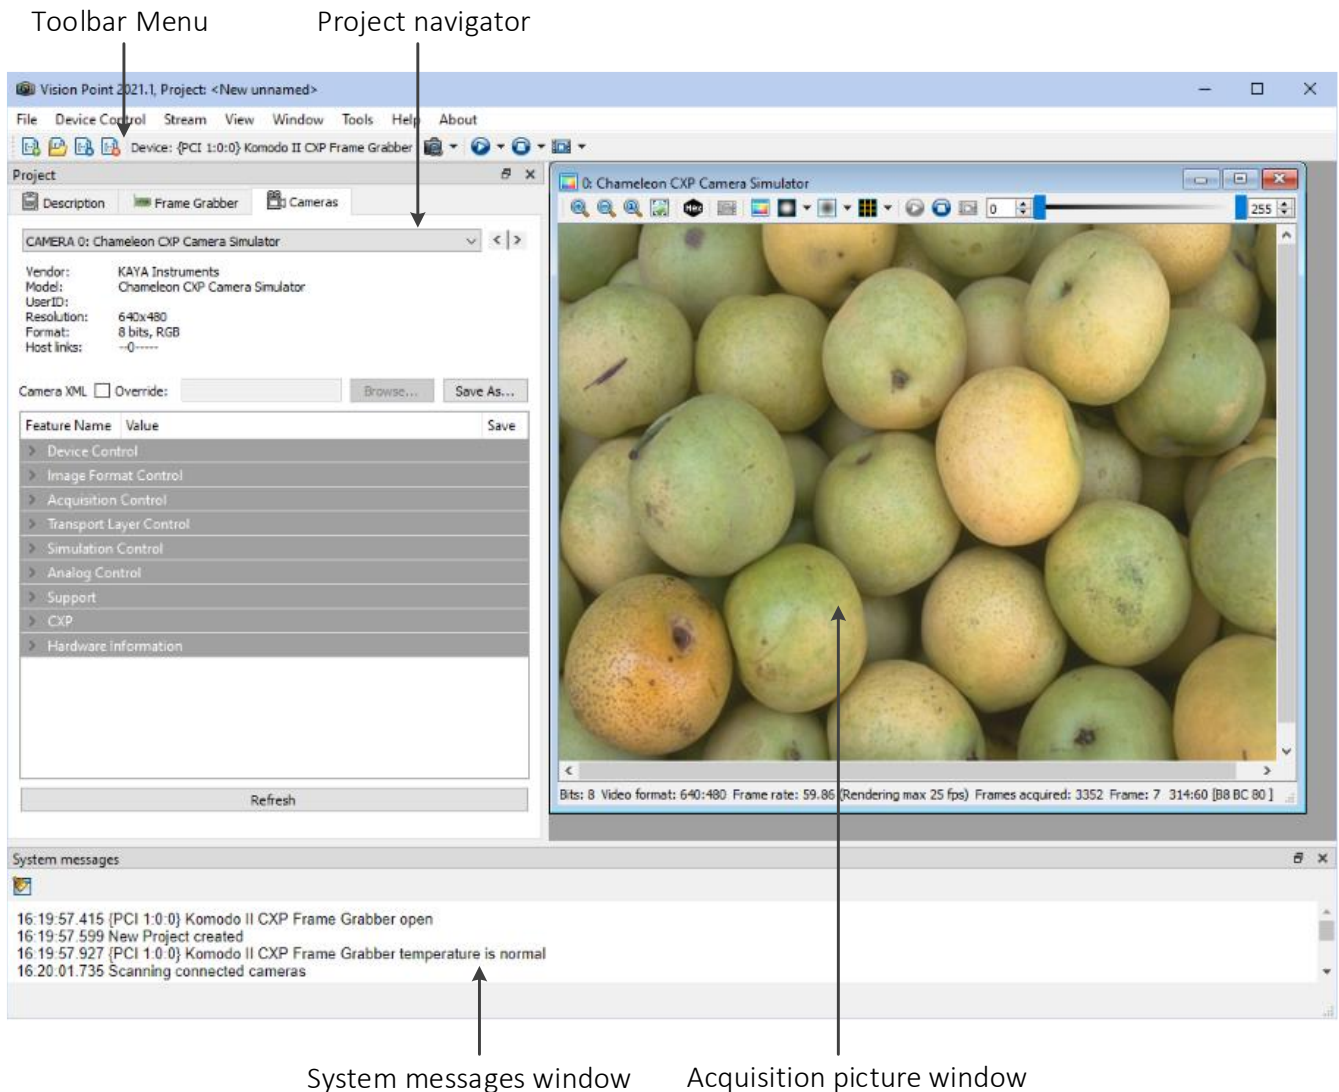 Toolbar Menu
Project navigator
Vision Point 2021.1, Project: <New unnamed>
File Device Control Stream View Window Tools Help About
Device: {PCI 1:0:0} Komodo II CXP Frame Grabber
Project
Description Frame Grabber Cameras
CAMERA 0: Chameleon CXP Camera Simulator
< >
Vendor: KAYA Instruments
Model: Chameleon CXP Camera Simulator
UserID:
Resolution: 640x480
Format: 8 bits, RGB
Host links: --0-----
Camera XML Override: Browse... Save As...
Feature Name Value Save
Device Control
Image Format Control
Acquisition Control
Transport Layer Control
Simulation Control
Analog Control
Support
CXP
Hardware Information
Refresh
0: Chameleon CXP Camera Simulator
0 255
Bits: 8 Video format: 640:480 Frame rate: 59.86 (Rendering max 25 fps) Frames acquired: 3352 Frame: 7 314:60 [B8 BC 80 ]
System messages
16:19:57.415 {PCI 1:0:0} Komodo II CXP Frame Grabber open
16:19:57.599 New Project created
16:19:57.927 {PCI 1:0:0} Komodo II CXP Frame Grabber temperature is normal
16:20:01.735 Scanning connected cameras
System messages window
Acquisition picture window